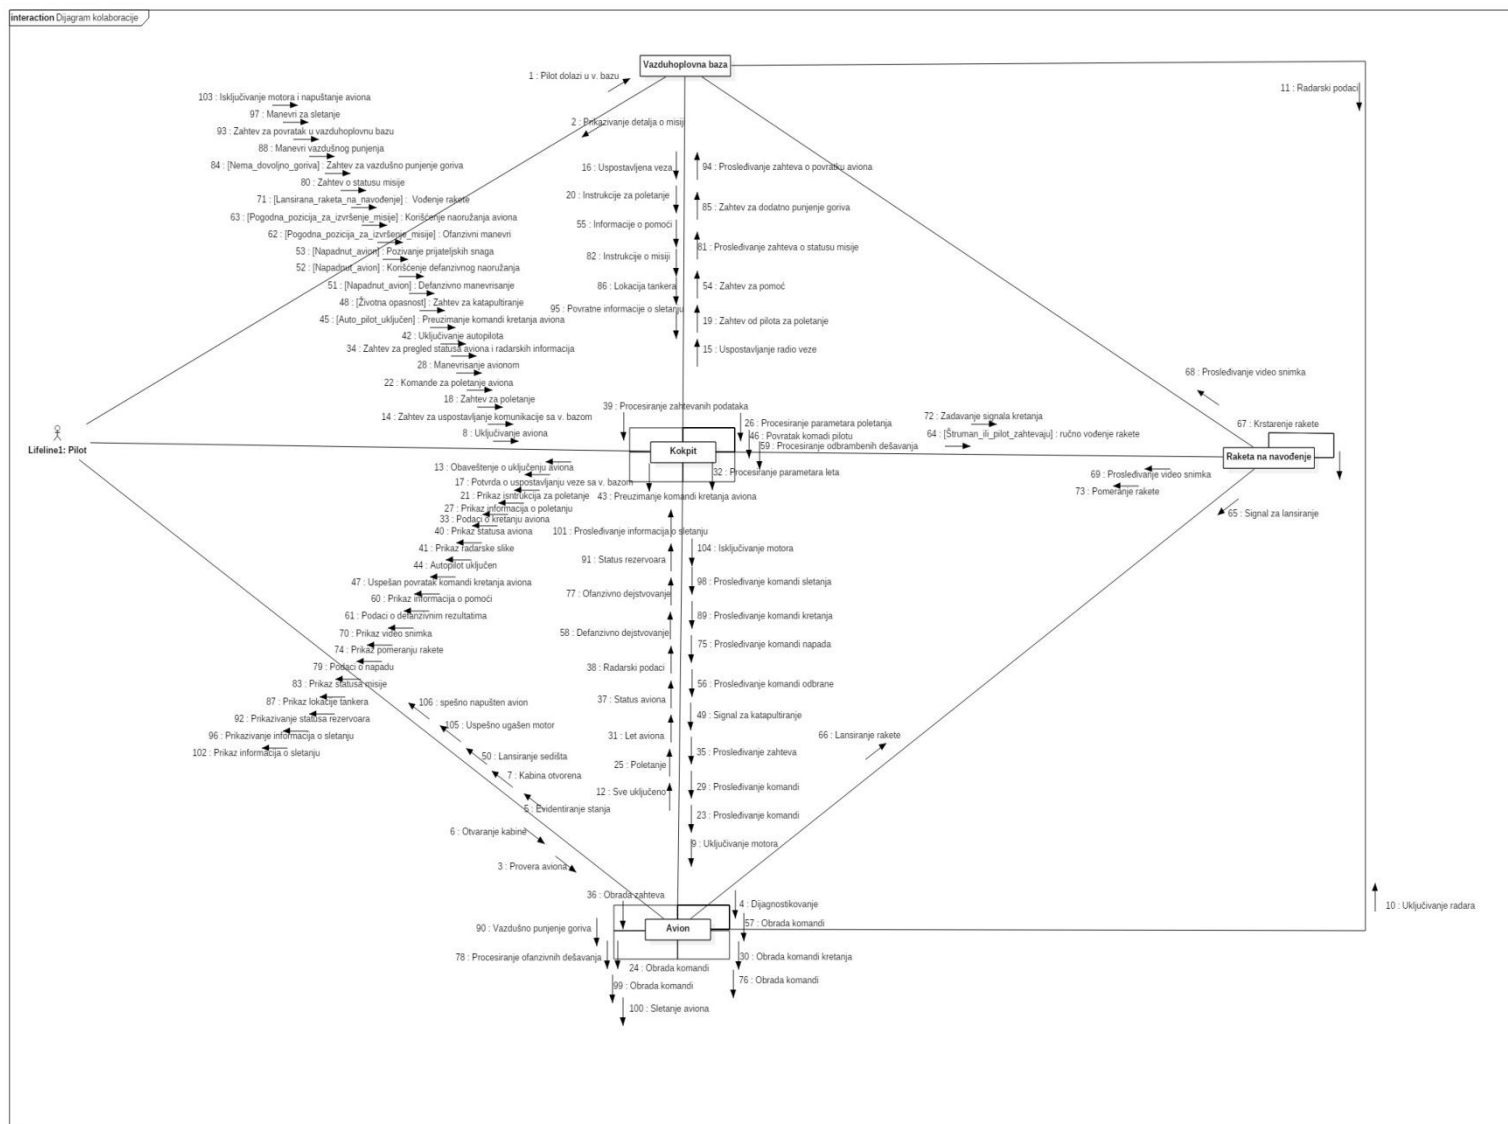 interaction Dijagram kolaboracije
Vazduhoplovna baza
1 : Pilot dolazi u v. bazu
11 : Radarski podaci
103 : Isključivanje motora i napuštanje aviona
97 : Manevri za sletanje
2 : Prikazivanje detalja o misiji
93 : Zahtev za povratak u vazduhoplovnu bazu
88 : Manevri vazdušnog punjenja
84 : [Nema_dovoljno_goriva] : Zahtev za vazdušno punjenje goriva
16 : Uspostavljena veza
94 : Prosleđivanje zahteva o povratku aviona
80 : Zahtev o statusu misije
71 : [Lansirana_raketa_na_navođenje] : Vođenje rakete
20 : Instrukcije za poletanje
85 : Zahtev za dodatno punjenje goriva
63 : [Pogodna_pozicija_za_izvršenje_misije] : Korišćenje naoružanja aviona
55 : Informacije o pomoći
62 : [Pogodna_pozicija_za_izvršenje_misije] : Ofanzivni manevri
81 : Prosleđivanje zahteva o statusu misije
53 : [Napadnut_avion] : Pozivanje prijateljskih snaga
82 : Instrukcije o misiji
52 : [Napadnut_avion] : Korišćenje defanzivnog naoružanja
51 : [Napadnut_avion] : Defanzivno manevrisanje
86 : Lokacija tankera
54 : Zahtev za pomoć
48 : [Životna opasnost] : Zahtev za katapultiranje
95 : Povratne informacije o sletanju
45 : [Auto_pilot_uključen] : Preuzimanje komandi kretanja aviona
19 : Zahtev od pilota za poletanje
42 : Uključivanje autopilota
34 : Zahtev za pregled statusa aviona i radarskih informacija
15 : Uspostavljanje radio veze
28 : Manevrisanje avionom
68 : Prosleđivanje video snimka
22 : Komande za poletanje aviona
18 : Zahtev za poletanje
39 : Procesiranje zahtevanih podataka
14 : Zahtev za uspostavljanje komunikacije sa v. bazom
72 : Zadavanje signala kretanja
26 : Procesiranje parametara poletanja
67 : Krstarenje rakete
8 : Uključivanje aviona
46 : Povratak komadi pilotu
64 : [Štruman_ili_pilot_zahtevaju] : ručno vođenje rakete
59 : Procesiranje odbrambenih dešavanja
Lifeline1: Pilot
Kokpit
Raketa na navođenje
13 : Obaveštenje o uključenju aviona
32 : Procesiranje parametara leta
69 : Prosleđivanje video snimka
17 : Potvrda o uspostavljanju veze sa v. bazom
73 : Pomeranje rakete
21 : Prikaz isntrukcija za poletanje
43 : Preuzimanje komandi kretanja aviona
27 : Prikaz informacija o poletanju
65 : Signal za lansiranje
33 : Podaci o kretanju aviona
40 : Prikaz statusa aviona
101 : Prosleđivanje informacija o sletanju
41 : Prikaz radarske slike
104 : Isključivanje motora
44 : Autopilot uključen
91 : Status rezervoara
47 : Uspešan povratak komandi kretanja aviona
98 : Prosleđivanje komandi sletanja
60 : Prikaz informacija o pomoći
77 : Ofanzivno dejstvovanje
61 : Podaci o defanzivnim rezultatima
89 : Prosleđivanje komandi kretanja
70 : Prikaz video snimka
58 : Defanzivno dejstvovanje
74 : Prikaz pomeranju rakete
75 : Prosleđivanje komandi napada
79 : Podaci o napadu
38 : Radarski podaci
83 : Prikaz statusa misije
56 : Prosleđivanje komandi odbrane
87 : Prikaz lokacije tankera
106 : spešno napušten avion
37 : Status aviona
92 : Prikazivanje statusa rezervoara
49 : Signal za katapultiranje
105 : Uspešno ugašen motor
96 : Prikazivanje informacija o sletanju
31 : Let aviona
66 : Lansiranje rakete
102 : Prikaz informacija o sletanju
50 : Lansiranje sedišta
35 : Prosleđivanje zahteva
25 : Poletanje
7 : Kabina otvorena
29 : Prosleđivanje komandi
12 : Sve uključeno
5 : Evidentiranje stanja
23 : Prosleđivanje komandi
6 : Otvaranje kabine
9 : Uključivanje motora
3 : Provera aviona
36 : Obrada zahteva
4 : Dijagnostikovanje
10 : Uključivanje radara
57 : Obrada komandi
90 : Vazdušno punjenje goriva
Avion
78 : Procesiranje ofanzivnih dešavanja
30 : Obrada komandi kretanja
24 : Obrada komandi
76 : Obrada komandi
99 : Obrada komandi
100 : Sletanje aviona